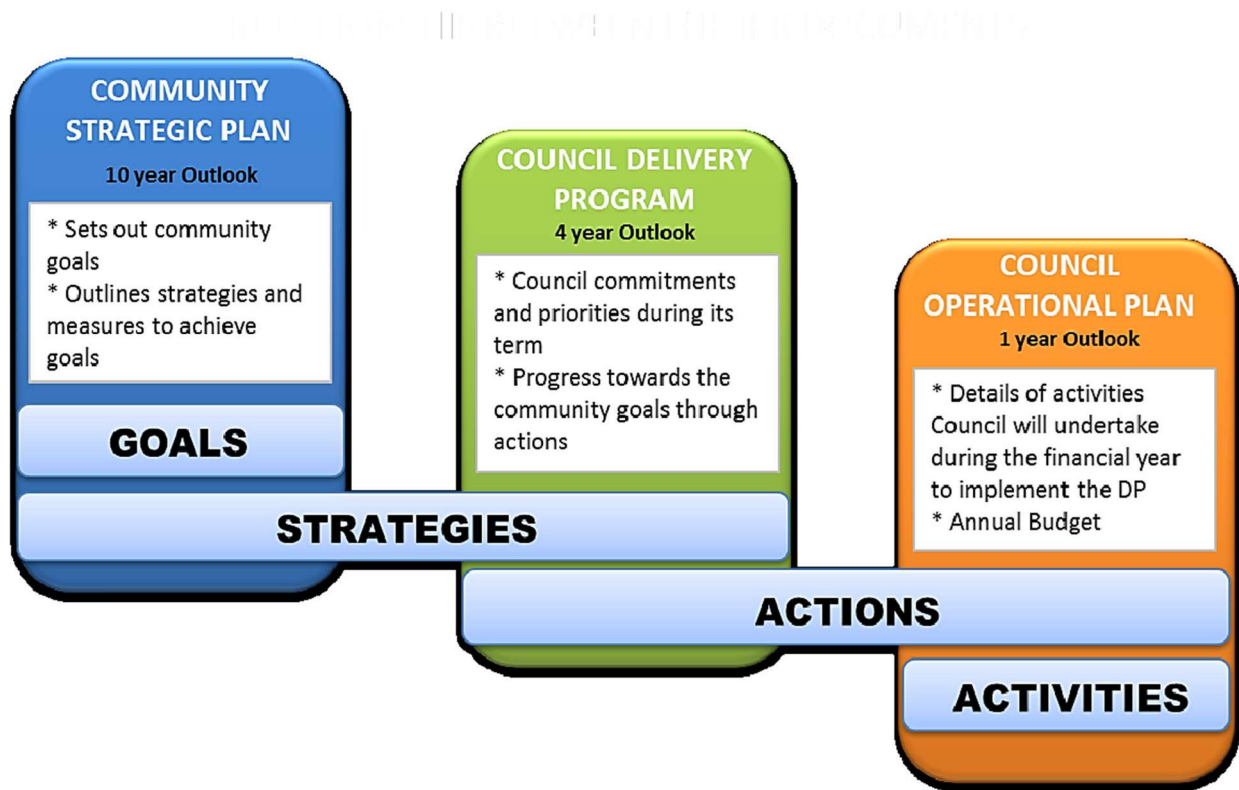 COMMUNITY
STRATEGIC PLAN
10 year Outlook
* Sets out community
goals
* Outlines strategies and
measures to achieve
goals
GOALS
STRATEGIES
COUNCIL DELIVERY
PROGRAM
4 year Outlook
* Council commitments
and priorities during its
term
* Progress towards the
community goals through
actions
ACTIONS
COUNCIL
OPERATIONAL PLAN
1 year Outlook
* Details of activities
Council will undertake
during the financial year
to implement the DP
* Annual Budget
ACTIVITIES